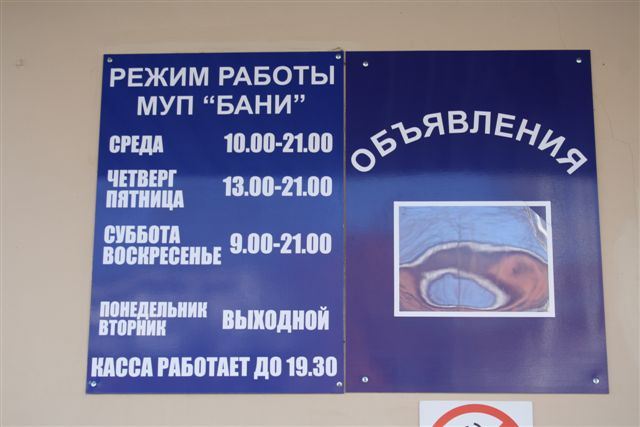 РЕЖИМ РАБОТЫ
МУП “БАНИ”
СРЕДА 10.00-21.00
ЧЕТВЕРГ
ПЯТНИЦА 13.00-21.00
СУББОТА
ВОСКРЕСЕНЬЕ 9.00-21.00
ПОНЕДЕЛЬНИК
ВТОРНИК ВЫХОДНОЙ
КАССА РАБОТАЕТ ДО 19.30
ОБЪЯВЛЕНИЯ